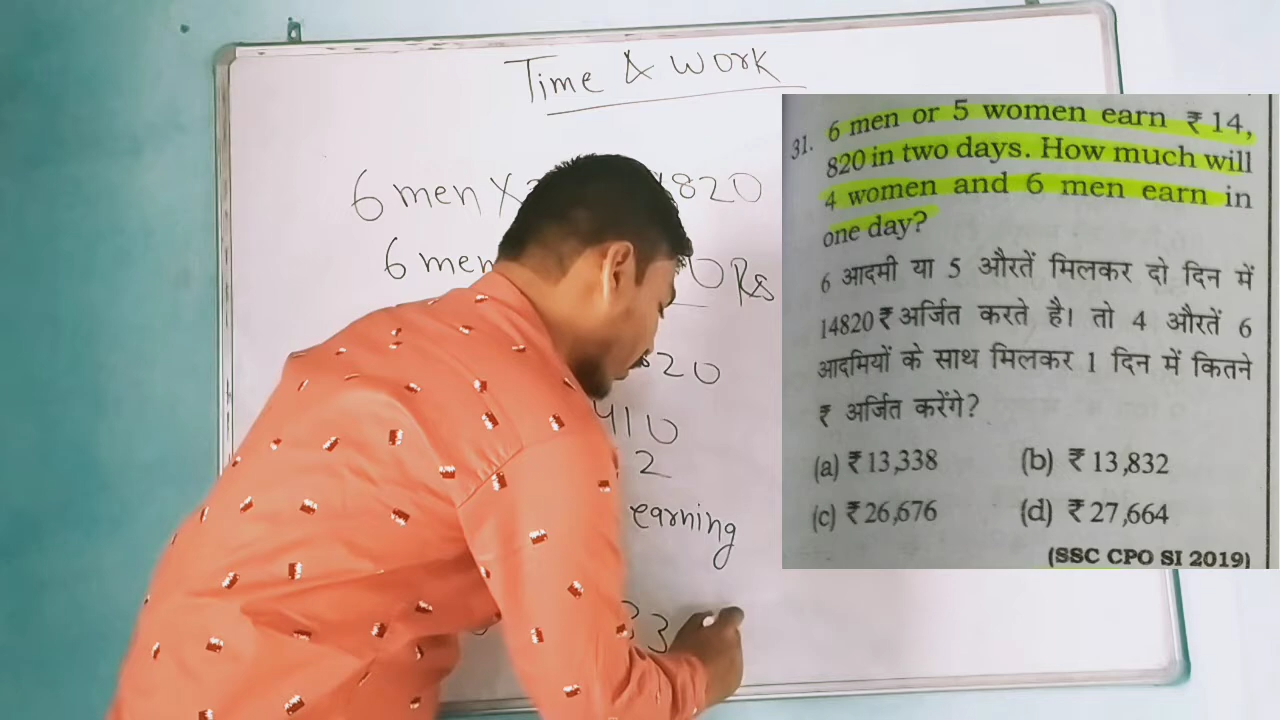 Time & Work
6 men X 820
6 men 0 Rs
20
410
2
earning
33
31. 6 men or 5 women earn ₹ 14,
820 in two days. How much will
4 women and 6 men earn in
one day?
6 आदमी या 5 औरतें मिलकर दो दिन में
14820 ₹ अर्जित करते है। तो 4 औरतें 6
आदमियों के साथ मिलकर 1 दिन में कितने
₹ अर्जित करेंगे?
(a) ₹ 13,338 (b) ₹ 13,832
(c) ₹ 26,676 (d) ₹ 27,664
(SSC CPO SI 2019)